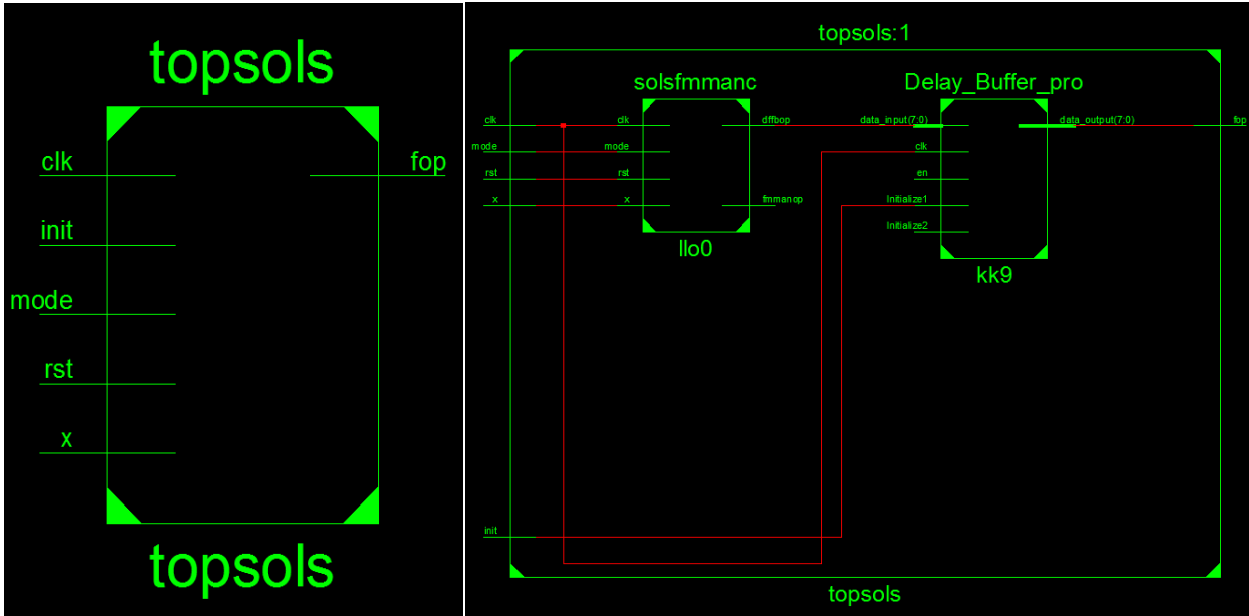 topsols
clk
fop
init
mode
rst
x
topsols
topsols:1
solsfmmanc
Delay_Buffer_pro
clk
clk
dffbop
data_input(7:0)
data_output(7:0)
fop
mode
mode
clk
rst
rst
en
x
x
fmmanop
Initialize1
Initialize2
llo0
kk9
init
topsols